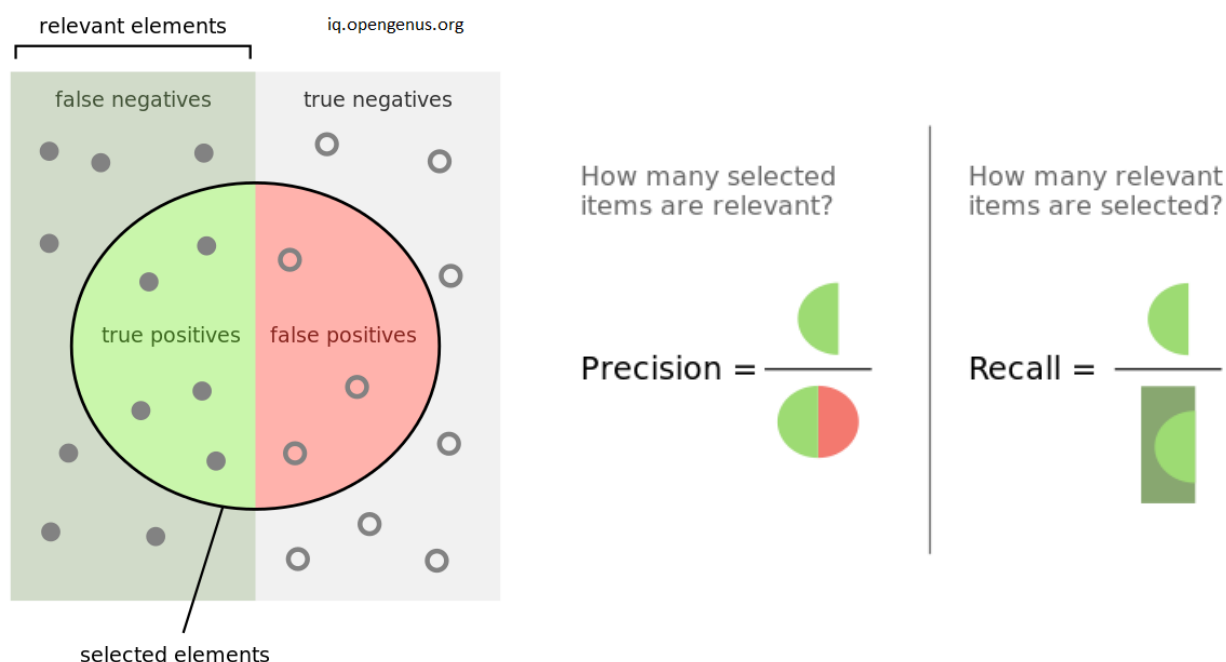 relevant elements
iq.opengenus.org
false negatives
true negatives
true positives
false positives
selected elements
How many selected
items are relevant?
Precision =
How many relevant
items are selected?
Recall =